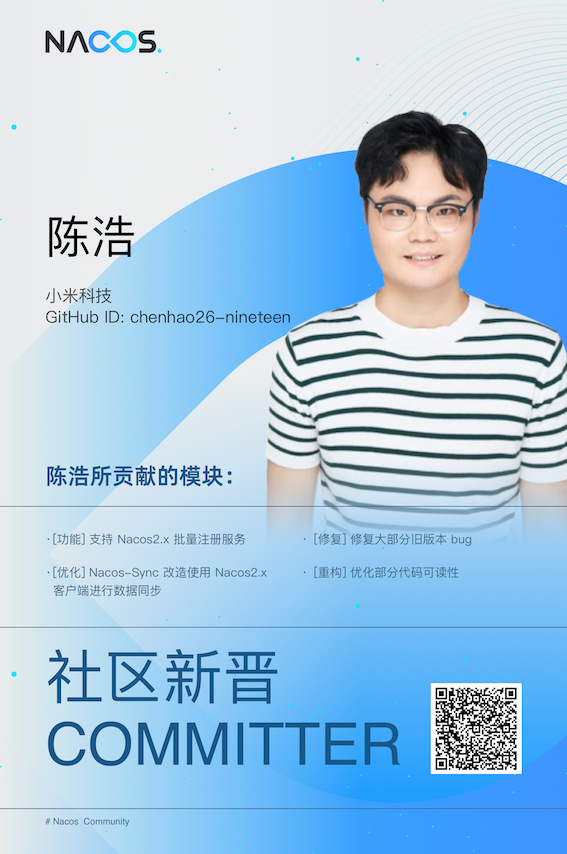 NACOS.
陈浩
小米科技
GitHub ID: chenhao26-nineteen
陈浩所贡献的模块：
· [功能] 支持 Nacos2.x 批量注册服务
· [修复] 修复大部分旧版本 bug
· [优化] Nacos-Sync 改造使用 Nacos2.x
客户端进行数据同步
· [重构] 优化部分代码可读性
社区新晋
COMMITTER
# Nacos Community